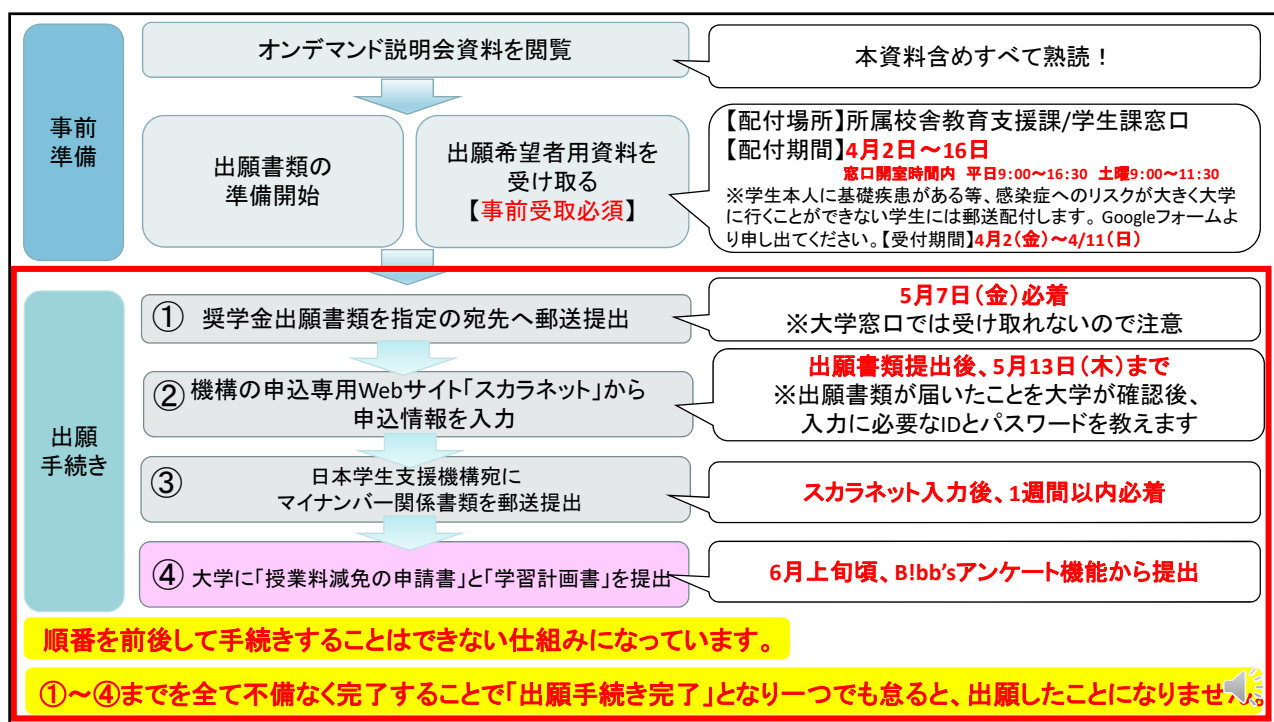 事前
準備
オンデマンド説明会資料を閲覧
本資料含めすべて熟読！
出願書類の
準備開始
出願希望者用資料を
受け取る
【事前受取必須】
【配付場所】所属校舎教育支援課/学生課窓口
【配付期間】4月2日～16日
窓口開室時間内 平日9:00～16:30 土曜9:00～11:30
※学生本人に基礎疾患がある等、感染症へのリスクが大きく大学
に行くことができない学生には郵送配付します。Googleフォームよ
り申し出てください。【受付期間】4月2(金)～4/11(日)
出願
手続き
① 奨学金出願書類を指定の宛先へ郵送提出
5月7日(金)必着
※大学窓口では受け取れないので注意
② 機構の申込専用Webサイト「スカラネット」から
申込情報を入力
出願書類提出後、5月13日(木)まで
※出願書類が届いたことを大学が確認後、
入力に必要なIDとパスワードを教えます
③ 日本学生支援機構宛に
マイナンバー関係書類を郵送提出
スカラネット入力後、1週間以内必着
④ 大学に「授業料減免の申請書」と「学習計画書」を提出
6月上旬頃、B!bb'sアンケート機能から提出
順番を前後して手続きすることはできない仕組みになっています。
①～④までを全て不備なく完了することで「出願手続き完了」となり一つでも怠ると、出願したことになりません。